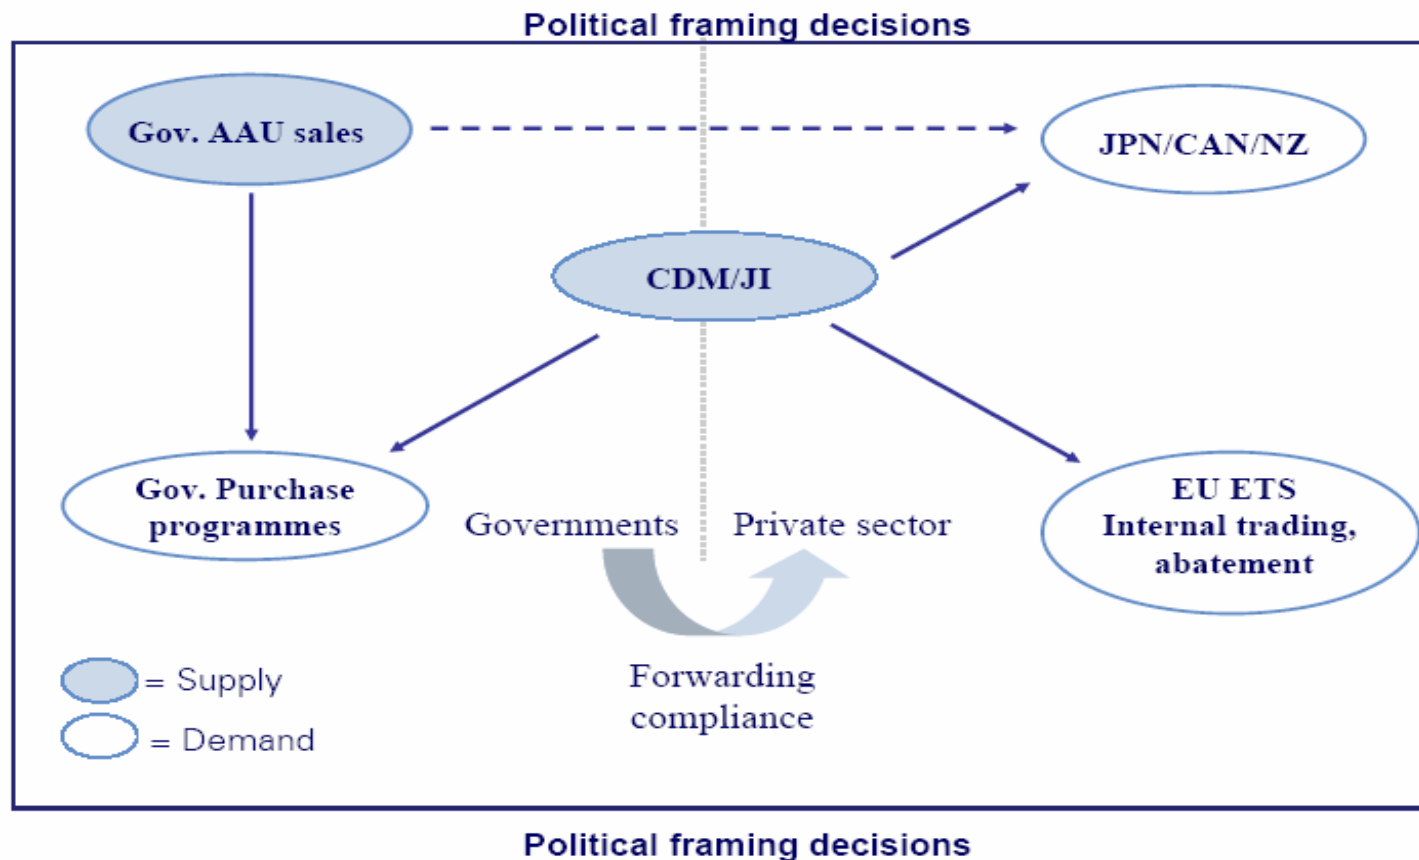 Political framing decisions
Gov. AAU sales
JPN/CAN/NZ
CDM/JI
Gov. Purchase
programmes
EU ETS
Internal trading,
abatement
Governments
Private sector
Forwarding
compliance
= Supply
= Demand
Political framing decisions